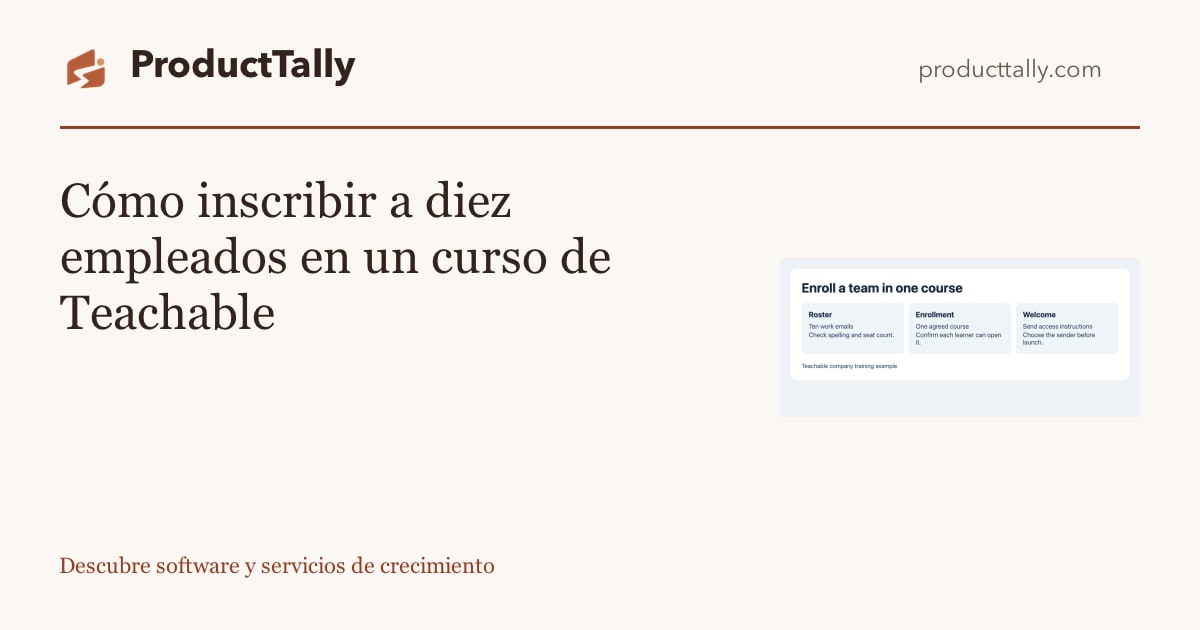 ProductTally
producttally.com
Cómo inscribir a diez
empleados en un curso de
Teachable
Enroll a team in one course
Roster
Ten work emails
Check spelling and seat count.
Enrollment
One agreed course
Confirm each learner can open
it.
Welcome
Send access instructions
Choose the sender before
launch.
Teachable company training example
Descubre software y servicios de crecimiento